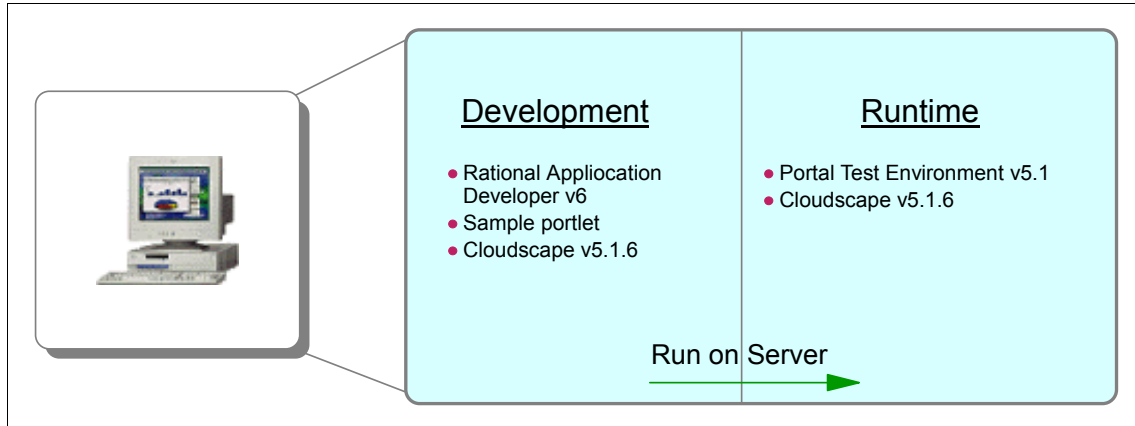 Development
• Rational Appliocation
Developer v6
• Sample portlet
• Cloudscape v5.1.6
Runtime
• Portal Test Environment v5.1
• Cloudscape v5.1.6
Run on Server